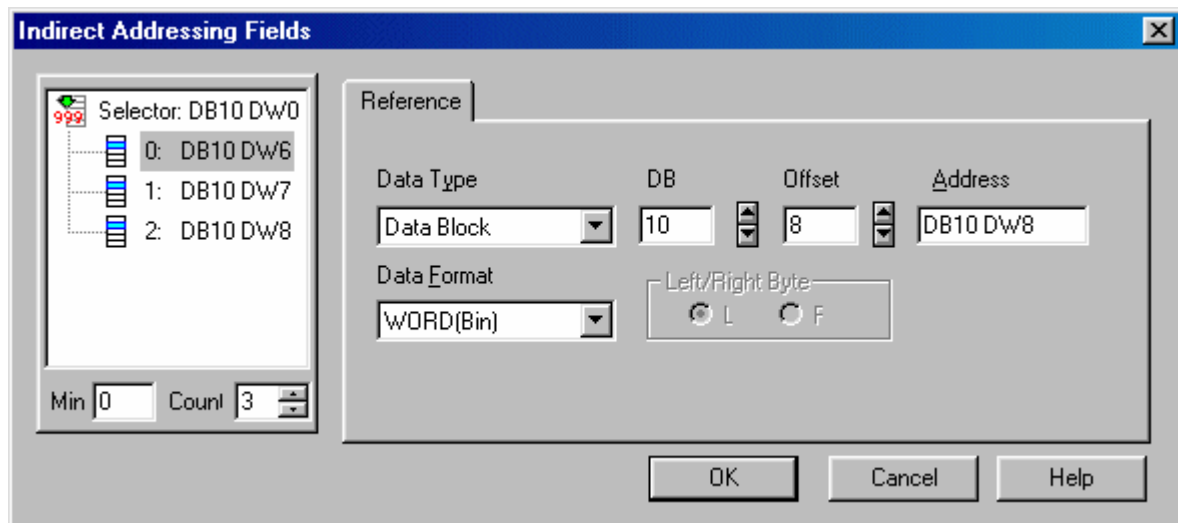 Indirect Addressing Fields
999
Selector: DB10 DW0
0: DB10 DW6
1: DB10 DW7
2: DB10 DW8
Min 0 Count 3
Reference
Data Type DB Offset Address
Data Block 10 8 DB10 DW8
Data Format Left/Right Byte
WORD(Bin) L F
OK Cancel Help